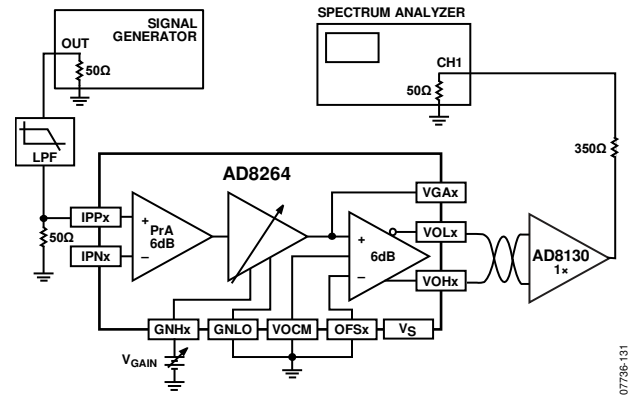 SPECTRUM ANALYZER
SIGNAL
GENERATOR
OUT
50Ω
CH1
50Ω
LPF
350Ω
AD8264
IPPx
+
PrA
6dB
–
50Ω
IPNx
VGAx
+
6dB
–
VOLx
VOHx
AD8130
1×
GNHx
GNLO
VOCM
OFSx
VS
VGAIN
07736-131